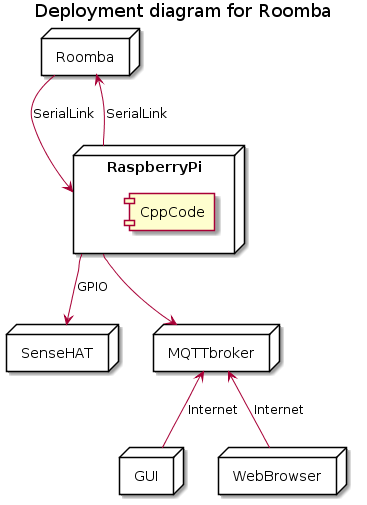 Deployment diagram for Roomba
Roomba
SerialLink
SerialLink
RaspberryPi
CppCode
GPIO
SenseHAT
MQTTbroker
Internet
Internet
GUI
WebBrowser